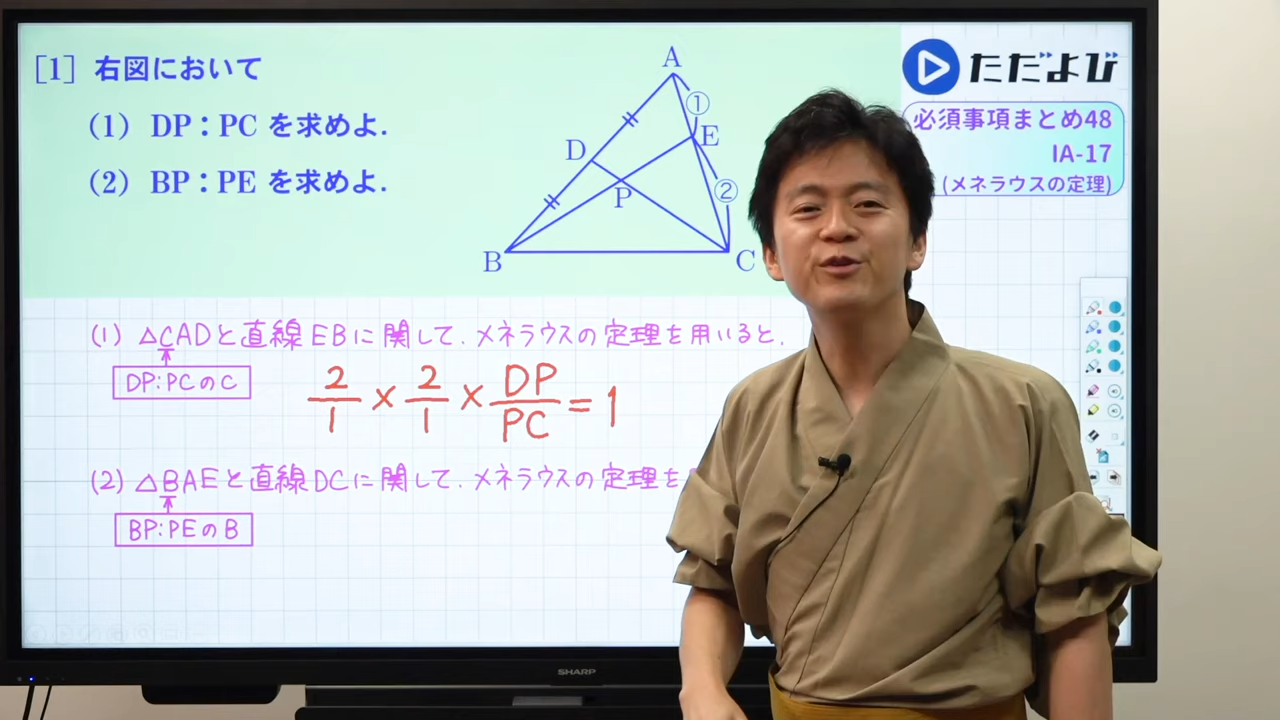 [1] 右図において
(1) DP：PC を求めよ.
(2) BP：PE を求めよ.
A
①
E
D
②
P
B
C
ただよび
必須事項まとめ48
IA-17
(メネラウスの定理)
(1) △CADと直線EBに関して、メネラウスの定理を用いると、
DP:PCのC
2/1 × 2/1 × DP/PC = 1
(2) △BAEと直線DCに関して、メネラウスの定理を
BP:PEのB
SHARP